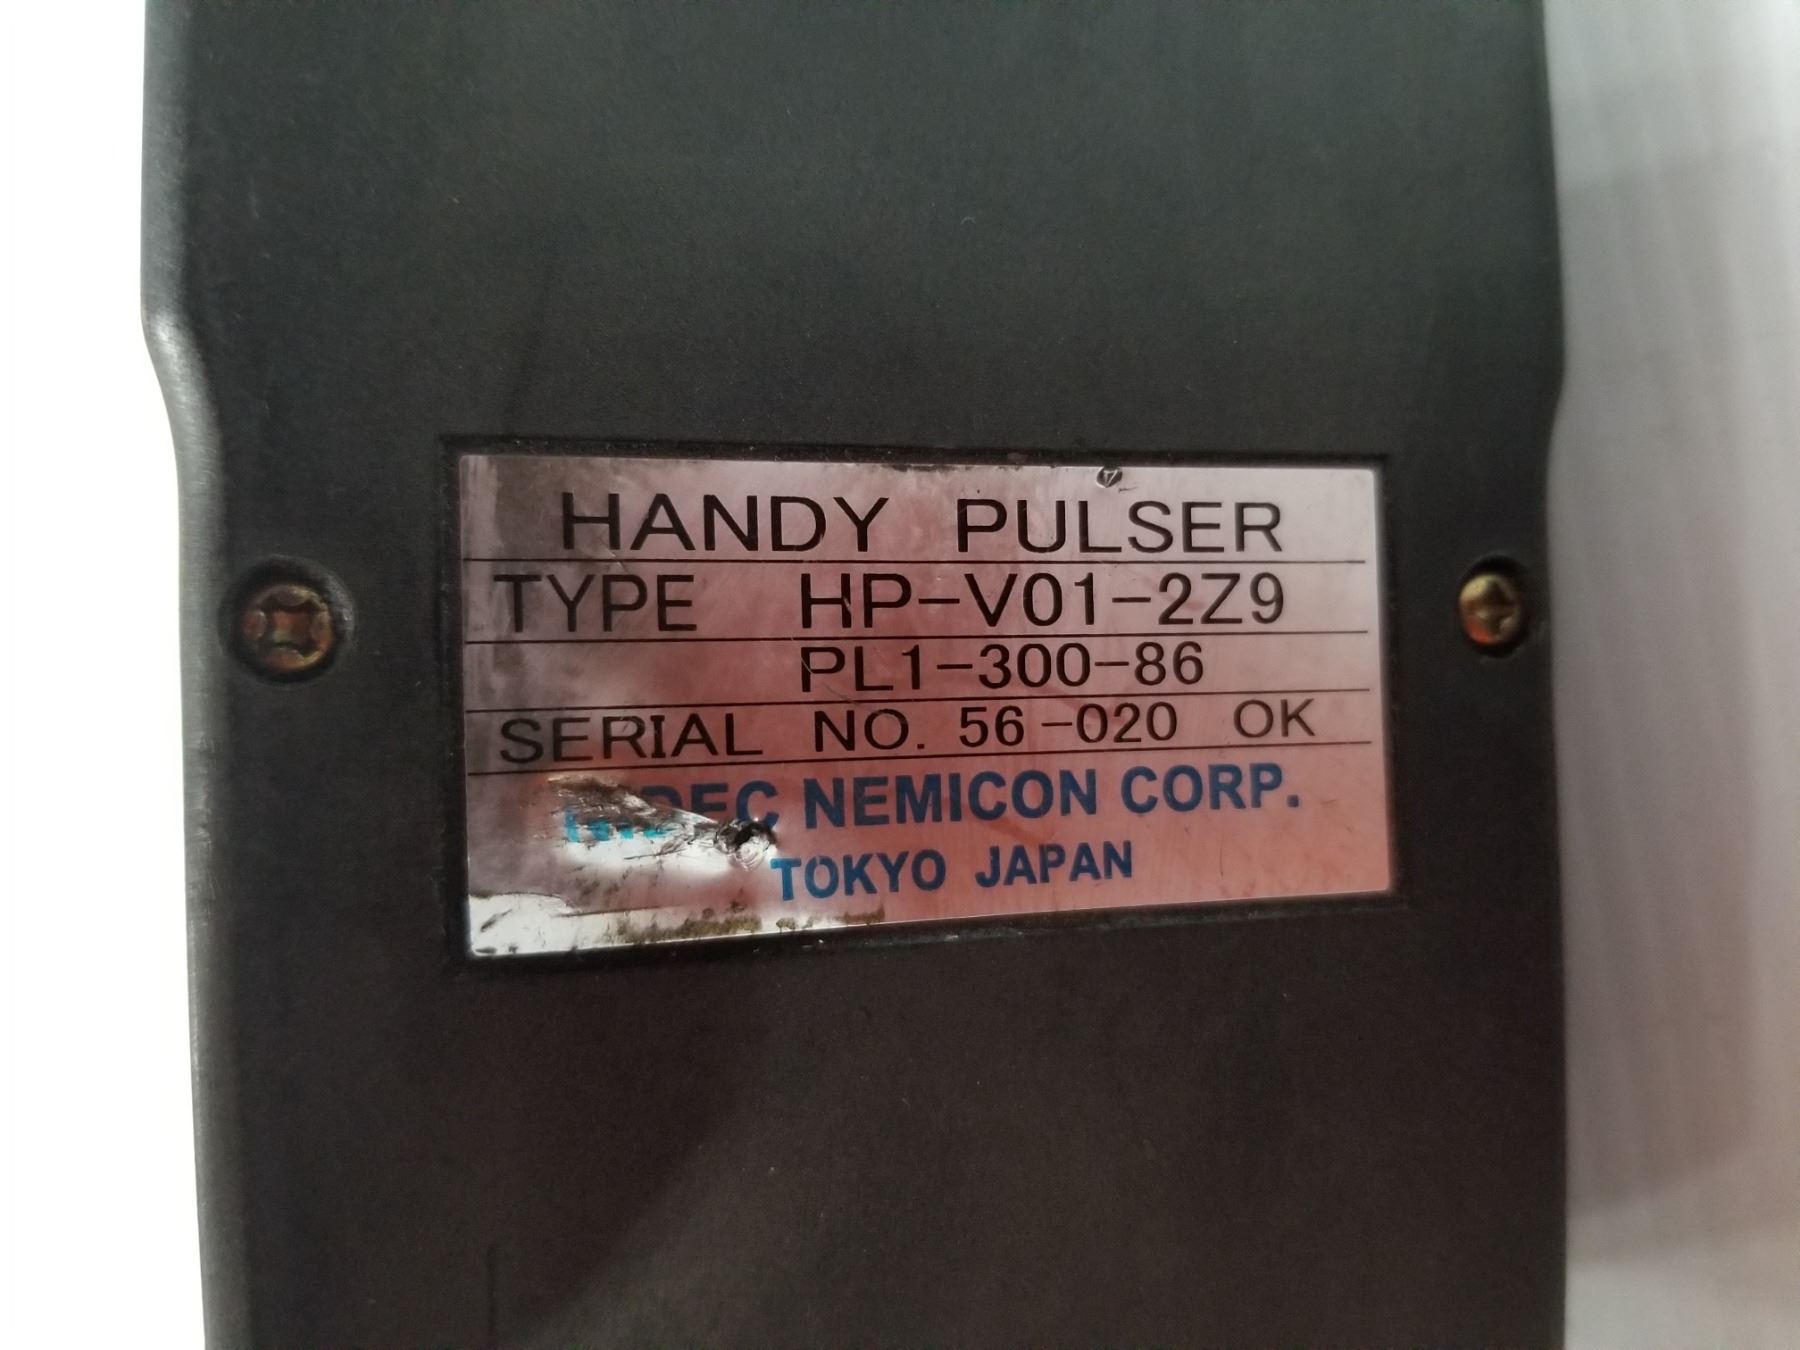 HANDY PULSER
TYPE HP-V01-2Z9
PL1-300-86
SERIAL NO. 56-020 OK
NEMICON CORP.
TOKYO JAPAN